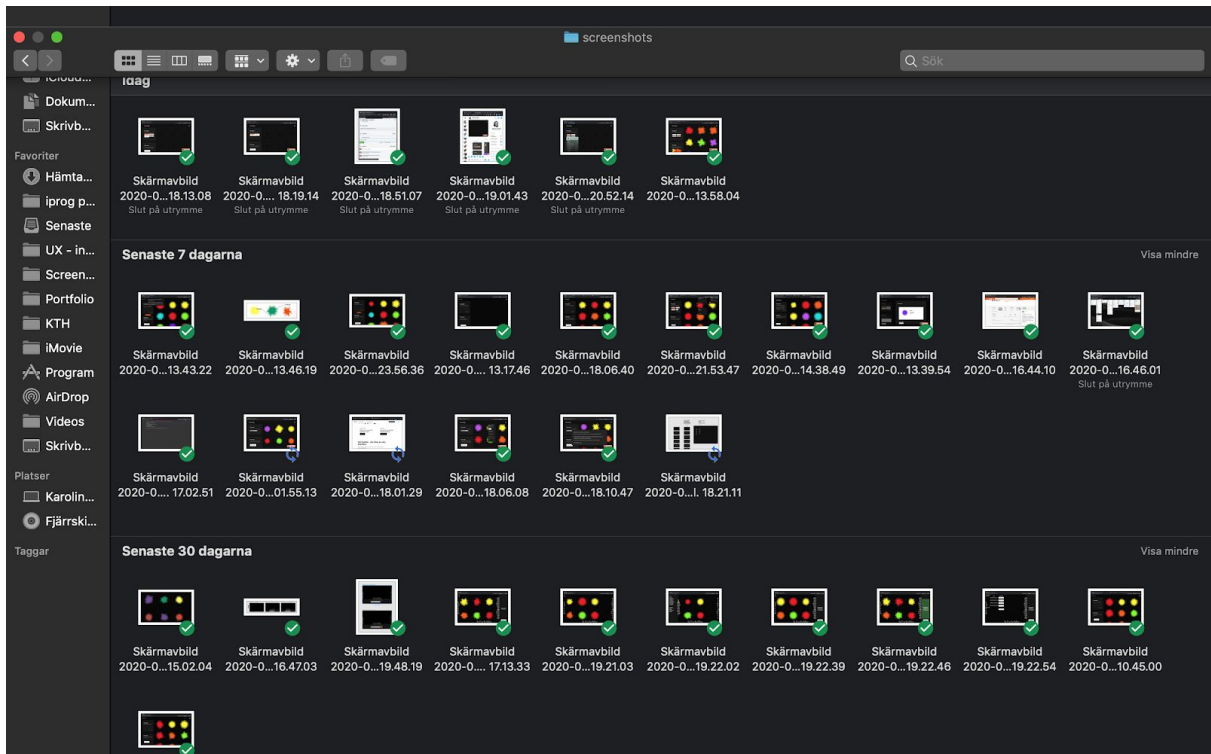 screenshots
Sök
iCloud...
Dokum...
Skrivb...
Favoriter
Hämta...
iprog p...
Senaste
UX - in...
Screen...
Portfolio
KTH
iMovie
Program
AirDrop
Videos
Skrivb...
Platser
Karolin...
Fjärrski...
Taggar
Idag
Skärmavbild Skärmavbild Skärmavbild Skärmavbild Skärmavbild Skärmavbild
2020-0...18.13.08 2020-0.... 18.19.14 2020-0...18.51.07 2020-0...19.01.43 2020-0...20.52.14 2020-0...13.58.04
Slut på utrymme Slut på utrymme Slut på utrymme Slut på utrymme Slut på utrymme
Senaste 7 dagarna Visa mindre
Skärmavbild Skärmavbild Skärmavbild Skärmavbild Skärmavbild Skärmavbild Skärmavbild Skärmavbild Skärmavbild Skärmavbild
2020-0...13.43.22 2020-0...13.46.19 2020-0...23.56.36 2020-0.... 13.17.46 2020-0...18.06.40 2020-0...21.53.47 2020-0...14.38.49 2020-0...13.39.54 2020-0...16.44.10 2020-0...16.46.01
Slut på utrymme
Skärmavbild Skärmavbild Skärmavbild Skärmavbild Skärmavbild Skärmavbild
2020-0.... 17.02.51 2020-0...01.55.13 2020-0...18.01.29 2020-0...18.06.08 2020-0...18.10.47 2020-0...l. 18.21.11
Senaste 30 dagarna Visa mindre
Skärmavbild Skärmavbild Skärmavbild Skärmavbild Skärmavbild Skärmavbild Skärmavbild Skärmavbild Skärmavbild Skärmavbild
2020-0...15.02.04 2020-0...16.47.03 2020-0...19.48.19 2020-0.... 17.13.33 2020-0...19.21.03 2020-0...19.22.02 2020-0...19.22.39 2020-0...19.22.46 2020-0...19.22.54 2020-0...10.45.00